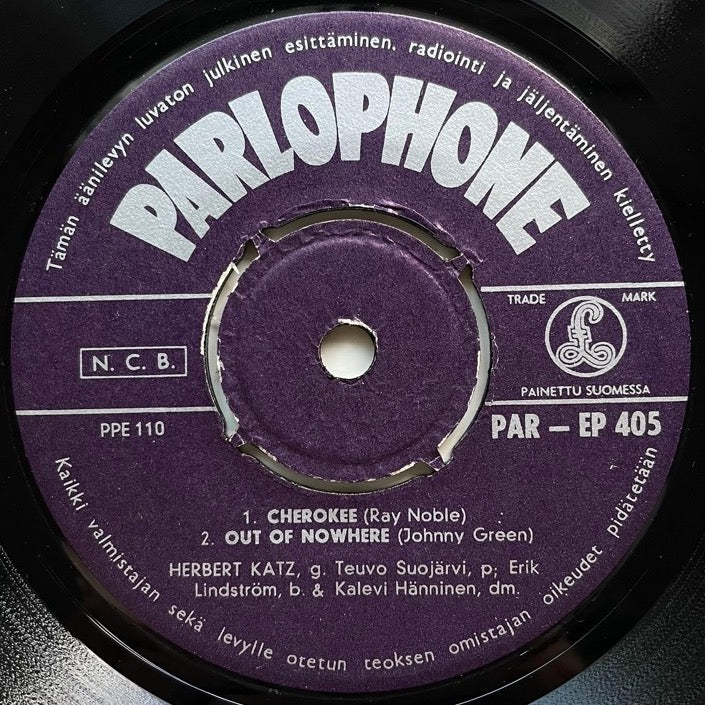 Tämän äänilevyn luvaton julkinen esittäminen, radiointi ja jäljentäminen kielletty
PARLOPHONE
TRADE MARK
£
N. C. B.
PAINETTU SUOMESSA
PPE 110
PAR — EP 405
1. CHEROKEE (Ray Noble)
2. OUT OF NOWHERE (Johnny Green)
HERBERT KATZ, g. Teuvo Suojärvi, p; Erik
Lindström, b. & Kalevi Hänninen, dm.
Kaikki valmistajan sekä levylle otetun teoksen omistajan oikeudet pidätetään